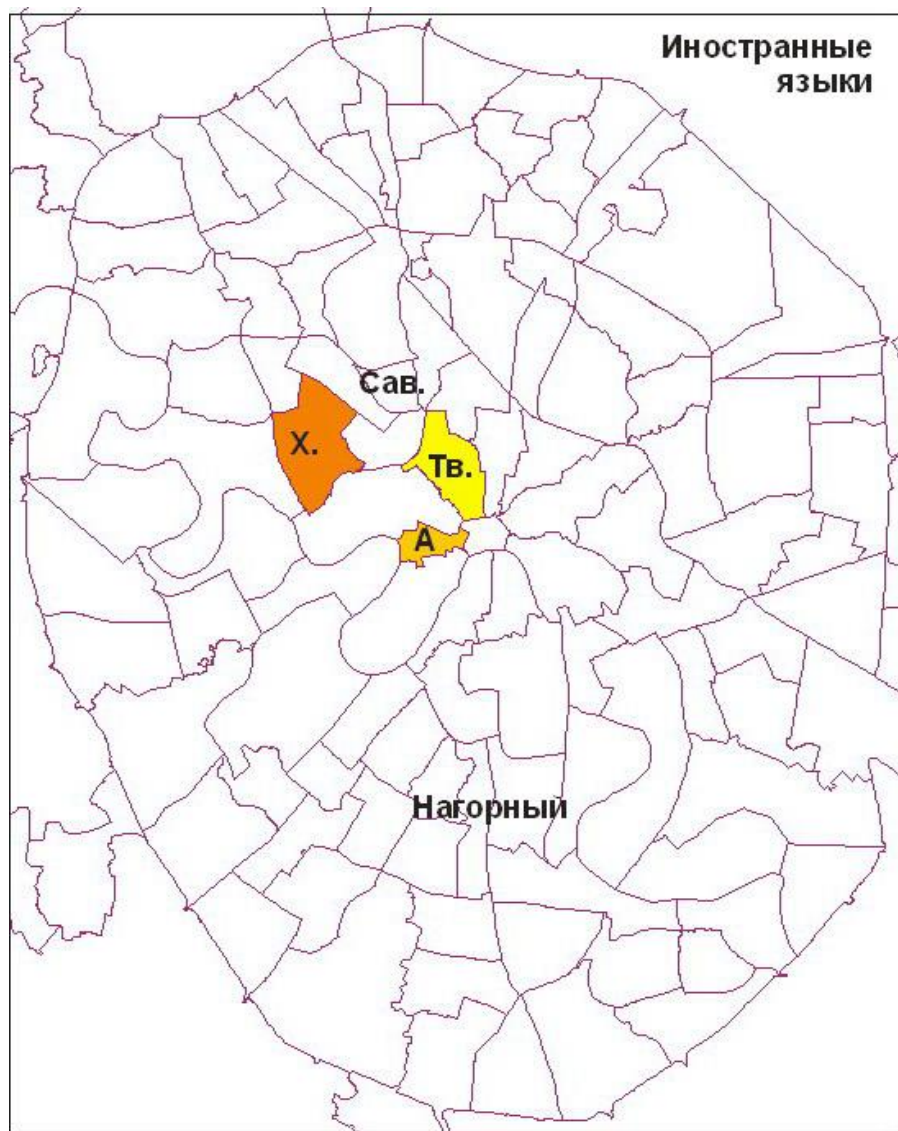 Иностранные
языки
Сав.
Х.
Тв.
А
Нагорный